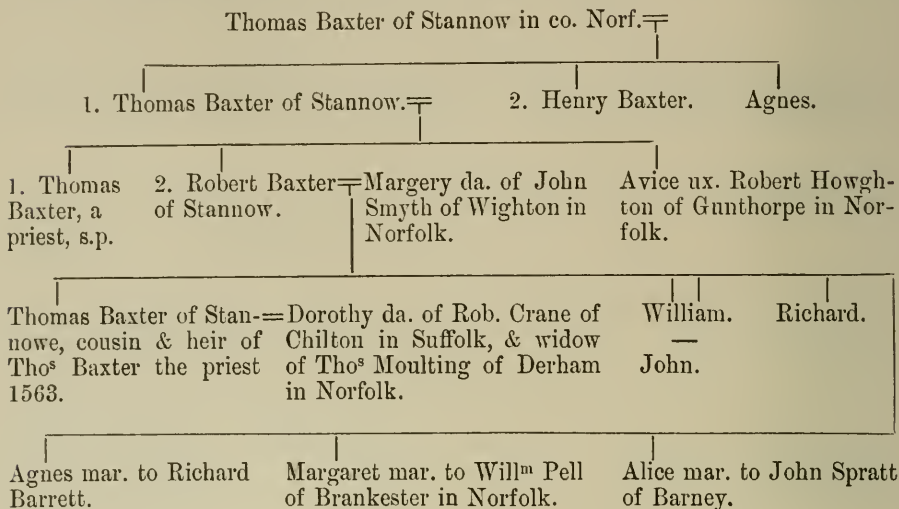 Thomas Baxter of Stannow in co. Norf.
1. Thomas Baxter of Stannow.
2. Henry Baxter.
Agnes.
1. Thomas
Baxter, a
priest, s.p.
2. Robert Baxter
of Stannow.
Margery da. of John
Smyth of Wighton in
Norfolk.
Avice ux. Robert Howgh-
ton of Gunthorpe in Nor-
folk.
Thomas Baxter of Stan-
nowe, cousin & heir of
Thoˢ Baxter the priest
1563.
Dorothy da. of Rob. Crane of
Chilton in Suffolk, & widow
of Thoˢ Moulting of Derham
in Norfolk.
William.
—
John.
Richard.
Agnes mar. to Richard
Barrett.
Margaret mar. to Willᵐ Pell
of Brankester in Norfolk.
Alice mar. to John Spratt
of Barney.